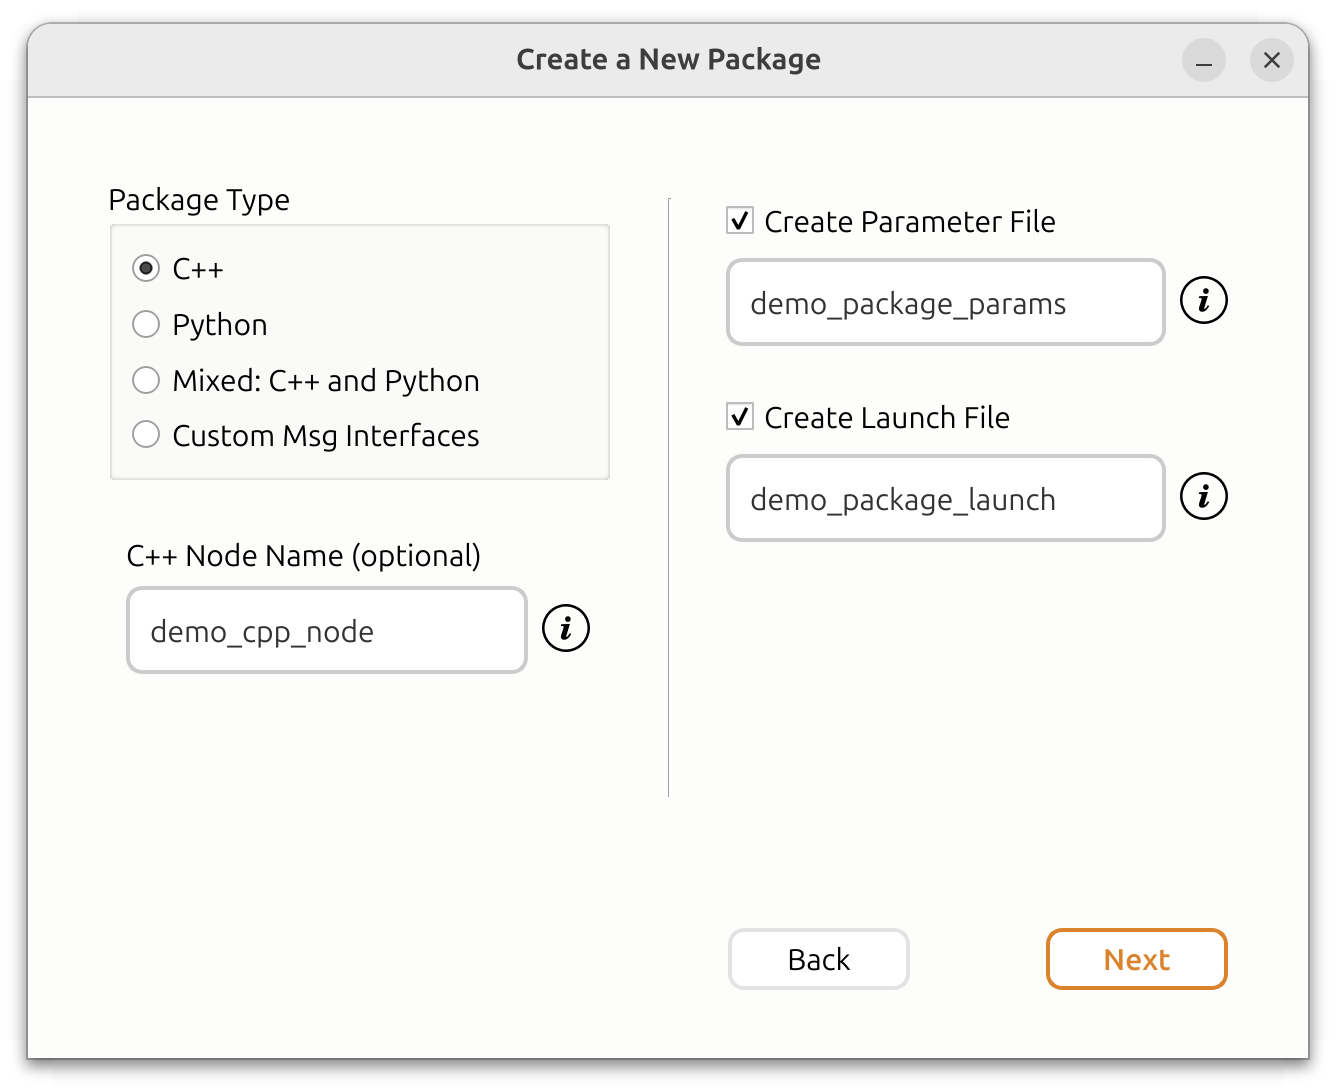 Create a New Package
Package Type
C++
Python
Mixed: C++ and Python
Custom Msg Interfaces
C++ Node Name (optional)
demo_cpp_node
i
Create Parameter File
demo_package_params
i
Create Launch File
demo_package_launch
i
Back
Next